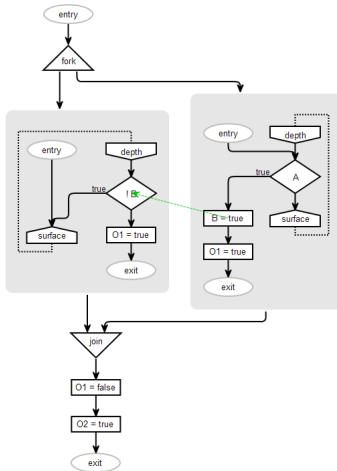 entry
fork
entry
depth
true
! B
surface
O1 = true
exit
entry
depth
true
A
B = true
surface
O1 = true
exit
join
O1 = false
O2 = true
exit